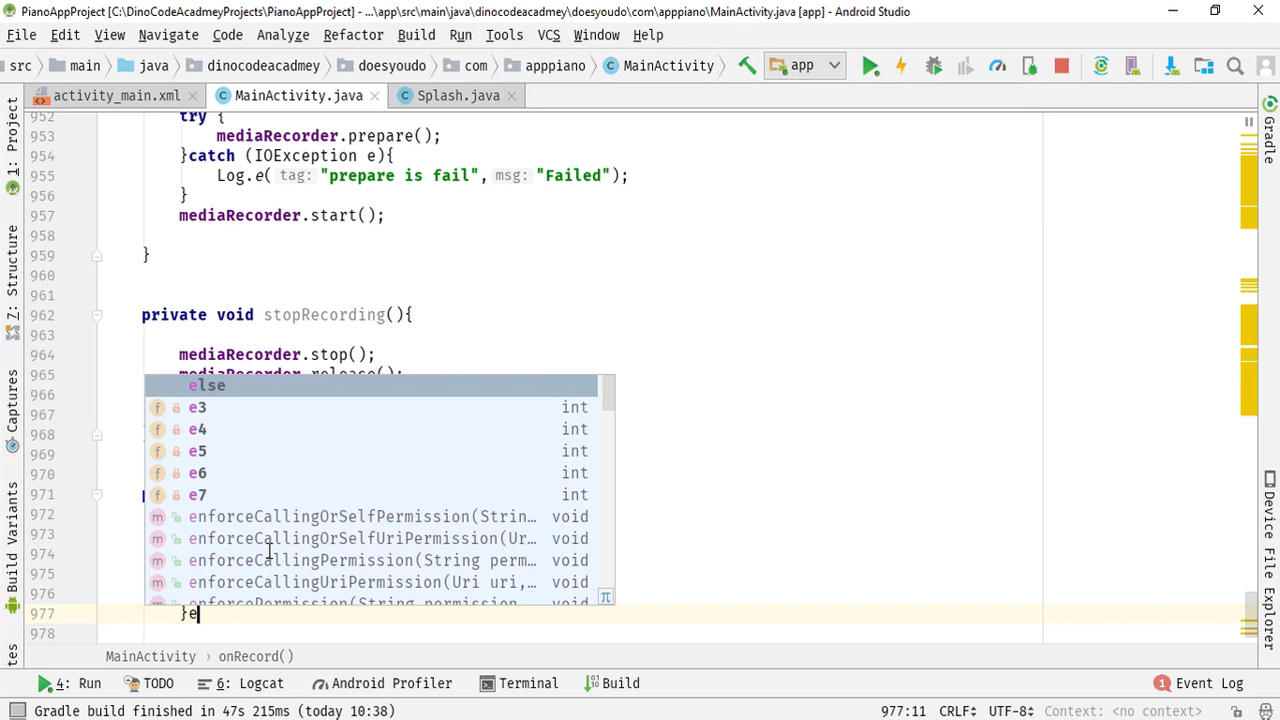 PianoAppProject [C:\DinoCodeAcadmeyProjects\PianoAppProject] - ...\app\src\main\java\dinocodeacadmey\doesyoudo\com\apppiano\MainActivity.java [app] - Android Studio
File Edit View Navigate Code Analyze Refactor Build Run Tools VCS Window Help
src main java dinocodeacadmey doesyoudo com apppiano MainActivity app
activity_main.xml MainActivity.java Splash.java
952 try {
953 mediaRecorder.prepare();
954 }catch (IOException e){
955 Log.e( tag: "prepare is fail", msg: "Failed");
956 }
957 mediaRecorder.start();
958
959 }
960
961
962 private void stopRecording(){
963
964 mediaRecorder.stop();
965 mediaRecorder.release();
966 else
967 e3 int
968 e4 int
969 e5 int
970 e6 int
971 e7 int
972 enforceCallingOrSelfPermission(Strin... void
973 enforceCallingOrSelfUriPermission(Ur... void
974 enforceCallingPermission(String perm... void
975 enforceCallingUriPermission(Uri uri,... void
976 enforcePermission(String permission void
977 }e
978
MainActivity › onRecord()
4: Run TODO 6: Logcat Android Profiler Terminal Build 1 Event Log
Gradle build finished in 47s 215ms (today 10:38) 977:11 CRLF UTF-8 Context: <no context>
1: Project
Z: Structure
Captures
Build Variants
Gradle
Device File Explorer